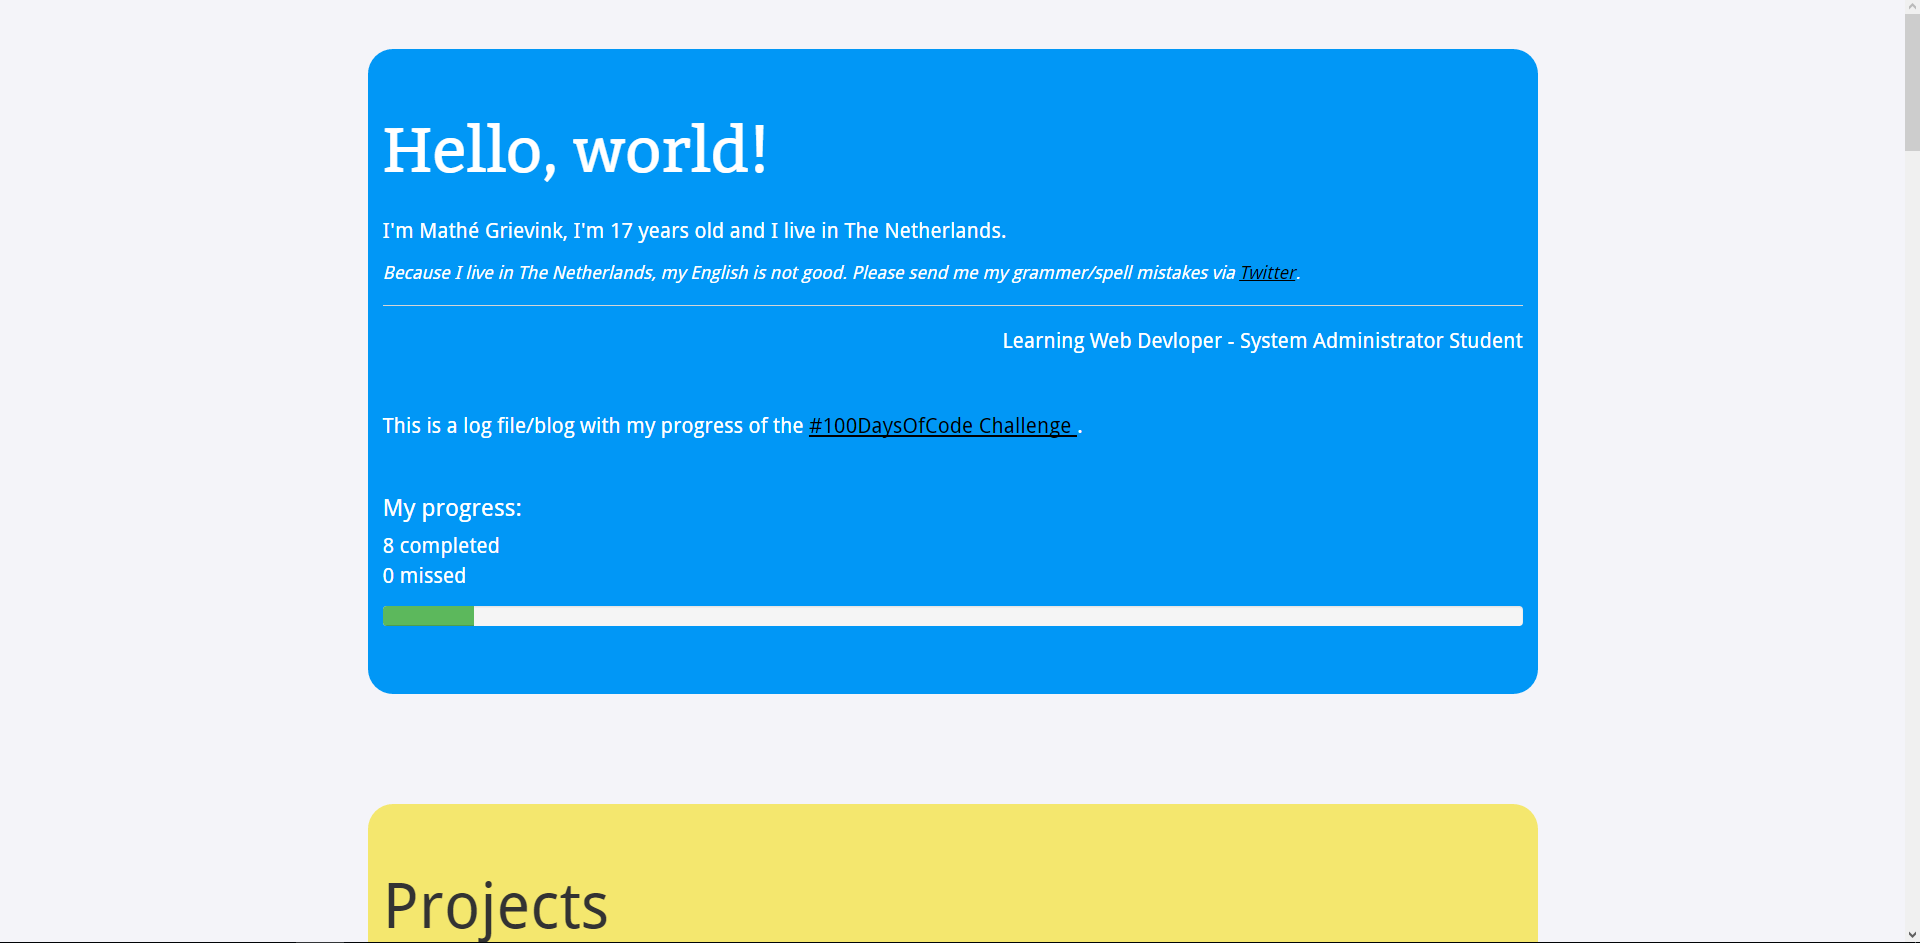 Hello, world!
I'm Mathé Grievink, I'm 17 years old and I live in The Netherlands.
Because I live in The Netherlands, my English is not good. Please send me my grammer/spell mistakes via Twitter.
Learning Web Devloper - System Administrator Student
This is a log file/blog with my progress of the #100DaysOfCode Challenge .
My progress:
8 completed
0 missed
Projects